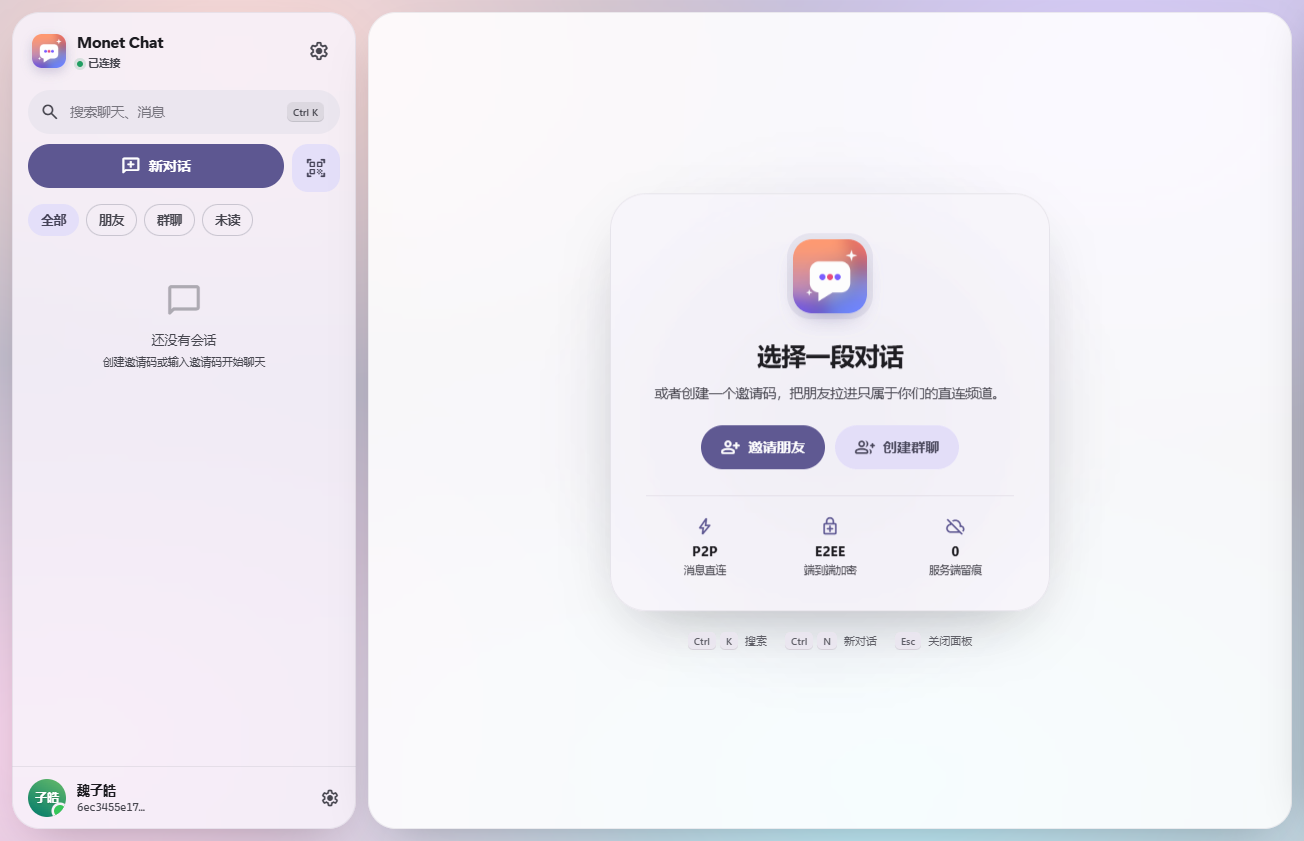 Monet Chat
已连接
搜索聊天、消息
Ctrl K
新对话
全部 朋友 群聊 未读
还没有会话
创建邀请码或输入邀请码开始聊天
选择一段对话
或者创建一个邀请码，把朋友拉进只属于你们的直连频道。
邀请朋友 创建群聊
P2P
消息直连
E2EE
端到端加密
0
服务端留痕
Ctrl K 搜索 Ctrl N 新对话 Esc 关闭面板
子皓
魏子皓
6ec3455e17…